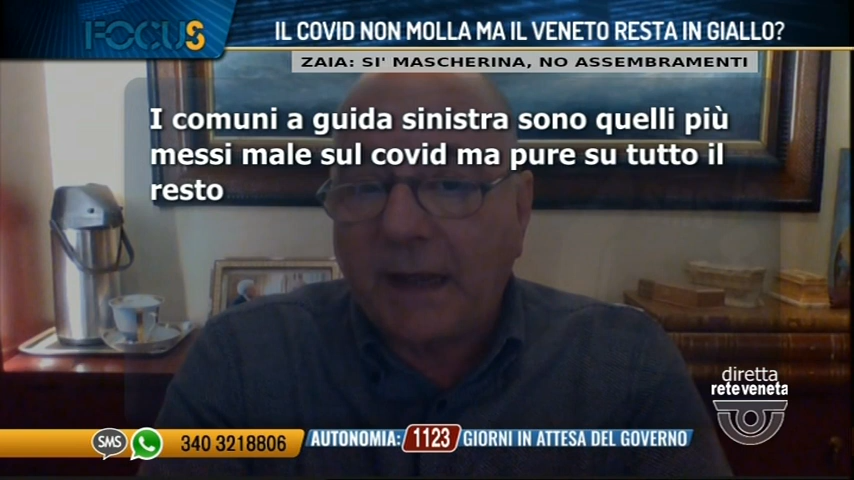 FOCUS
IL COVID NON MOLLA MA IL VENETO RESTA IN GIALLO?
ZAIA: SI' MASCHERINA, NO ASSEMBRAMENTI
I comuni a guida sinistra sono quelli più
messi male sul covid ma pure su tutto il
resto
diretta
reteveneta
SMS 340 3218806 AUTONOMIA: 1123 GIORNI IN ATTESA DEL GOVERNO